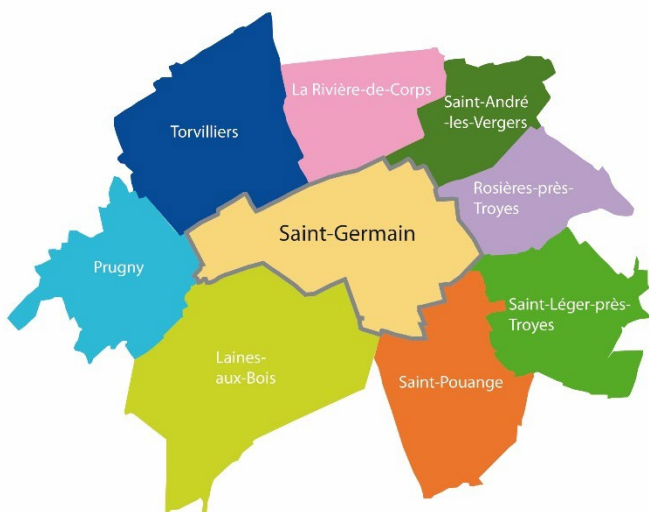 La Rivière-de-Corps
Saint-André
-les-Vergers
Torvilliers
Rosières-près-
Troyes
Saint-Germain
Prugny
Saint-Léger-près-
Troyes
Laines-
aux-Bois
Saint-Pouange